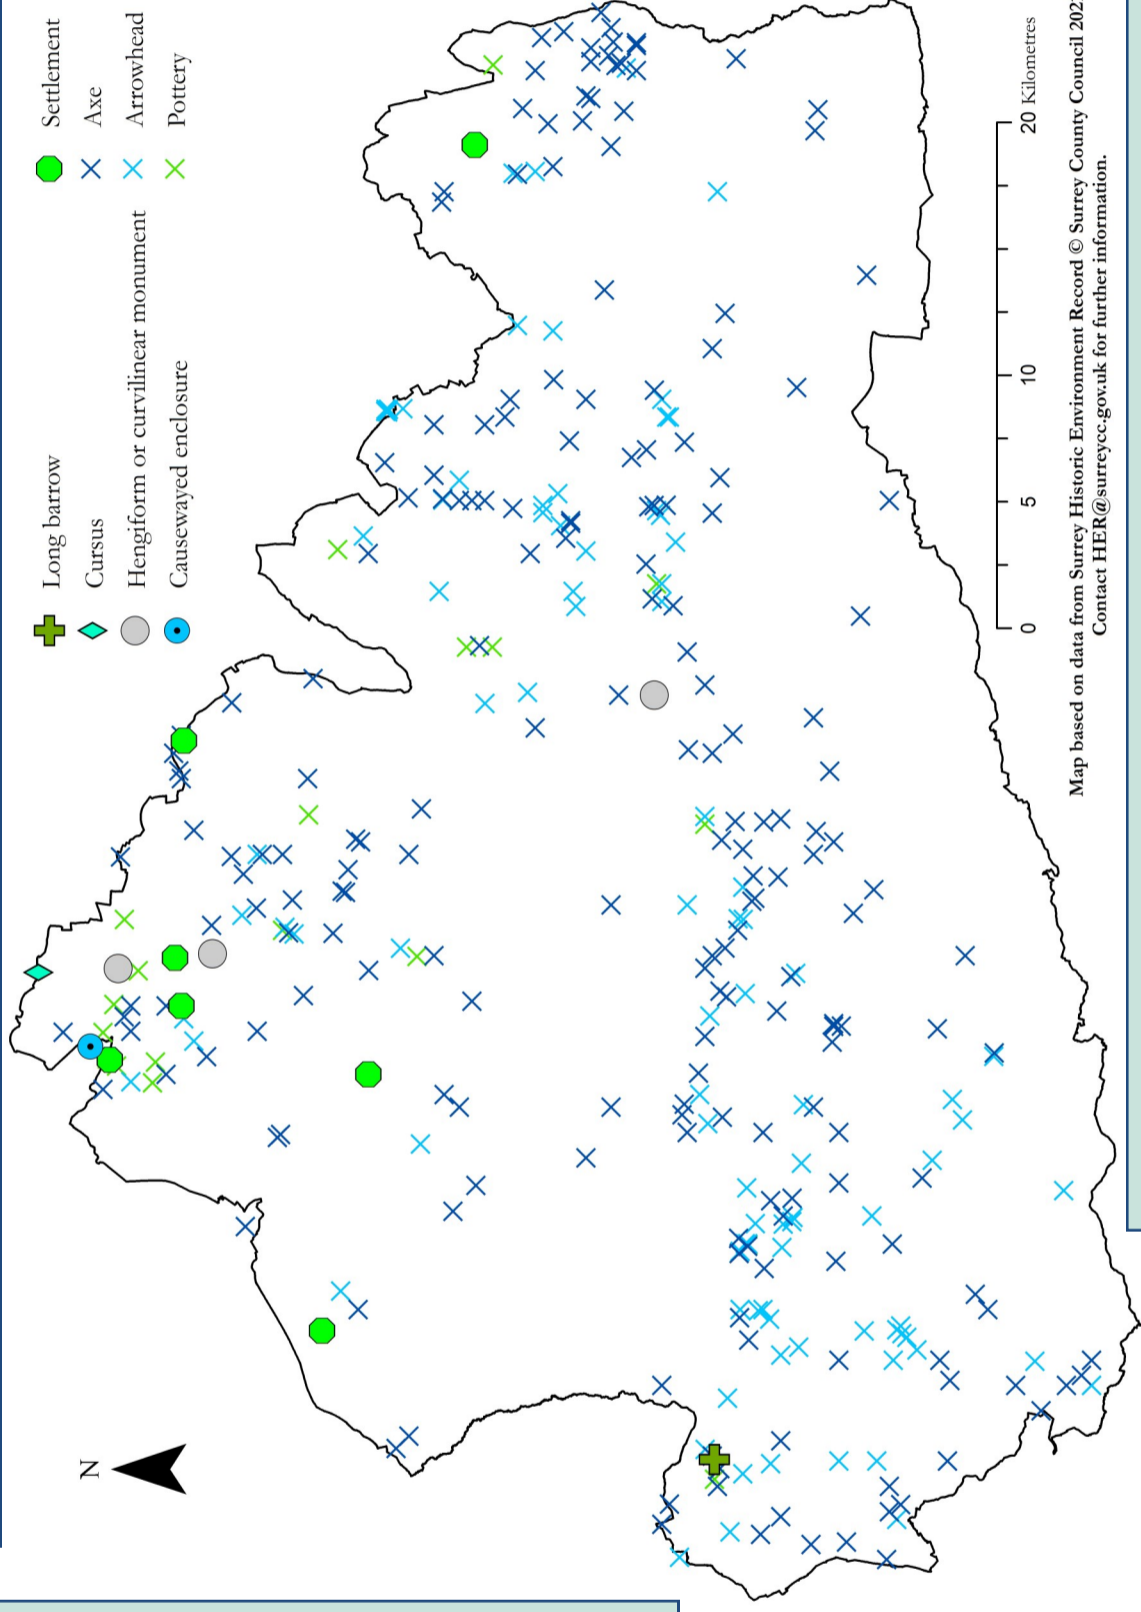 N
Long barrow
Cursus
Hengiform or curvilinear monument
Causewayed enclosure
Settlement
Axe
Arrowhead
Pottery
0 5 10 20 Kilometres
Map based on data from Surrey Historic Environment Record © Surrey County Council
Contact HER@surreycc.gov.uk for further information.